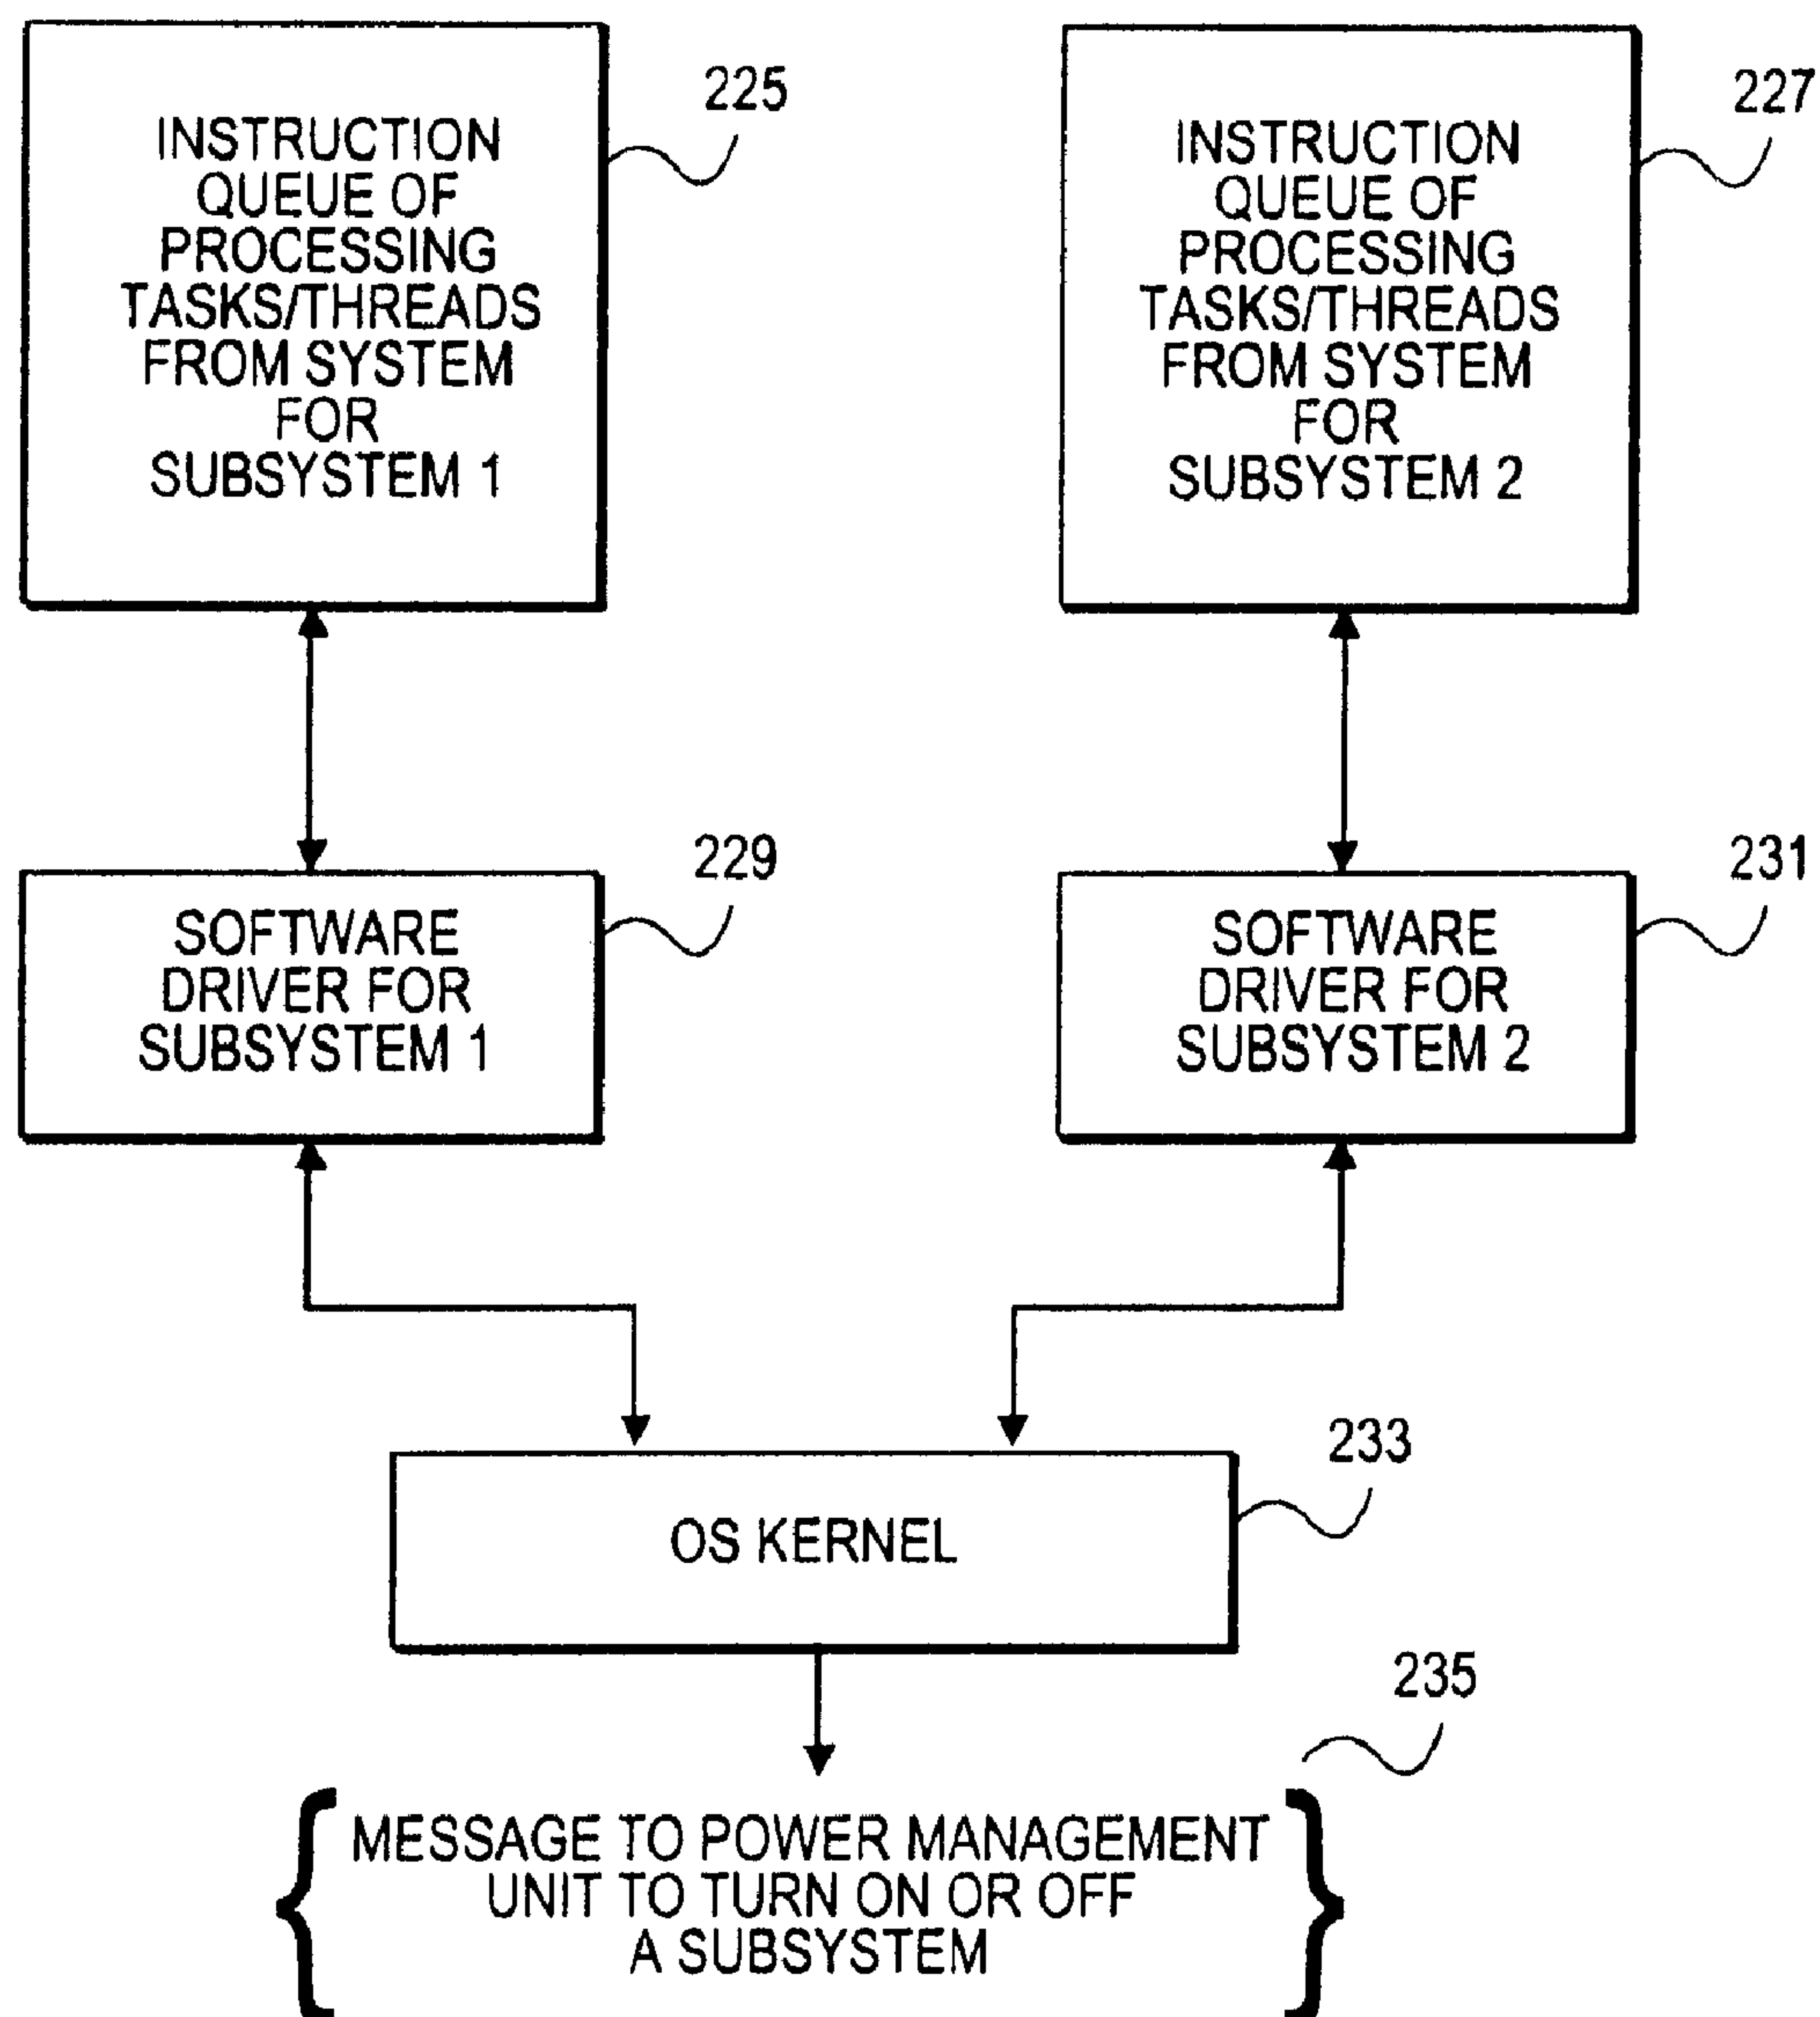 225
INSTRUCTION
QUEUE OF
PROCESSING
TASKS/THREADS
FROM SYSTEM
FOR
SUBSYSTEM 1
227
INSTRUCTION
QUEUE OF
PROCESSING
TASKS/THREADS
FROM SYSTEM
FOR
SUBSYSTEM 2
229
SOFTWARE
DRIVER FOR
SUBSYSTEM 1
231
SOFTWARE
DRIVER FOR
SUBSYSTEM 2
233
OS KERNEL
235
MESSAGE TO POWER MANAGEMENT
UNIT TO TURN ON OR OFF
A SUBSYSTEM